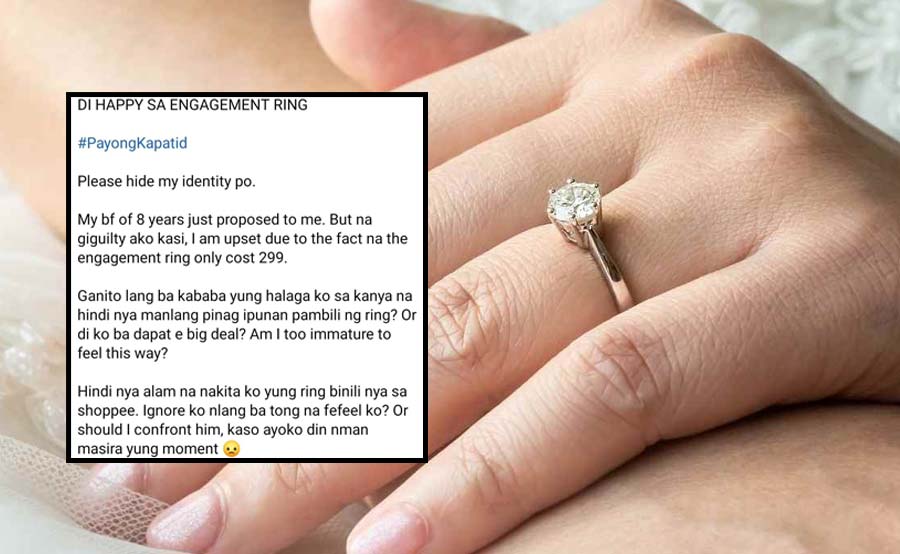 DI HAPPY SA ENGAGEMENT RING
#PayongKapatid
Please hide my identity po.
My bf of 8 years just proposed to me. But na
giguilty ako kasi, I am upset due to the fact na the
engagement ring only cost 299.
Ganito lang ba kababa yung halaga ko sa kanya na
hindi nya manlang pinag ipunan pambili ng ring? Or
di ko ba dapat e big deal? Am I too immature to
feel this way?
Hindi nya alam na nakita ko yung ring binili nya sa
shoppee. Ignore ko nlang ba tong na fefeel ko? Or
should I confront him, kaso ayoko din nman
masira yung moment 😟